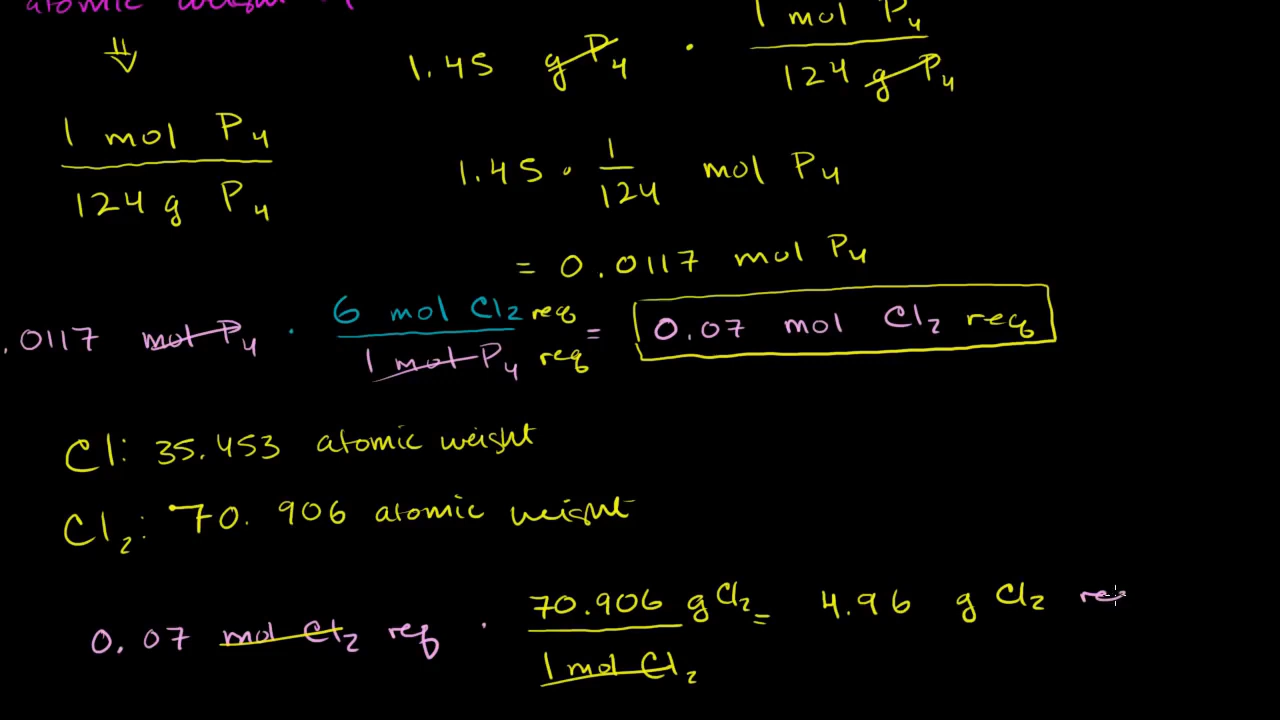 atomic weight
⇓
1.45 g P4 · 1 mol P4 / 124 g P4
1 mol P4 / 124 g P4
1.45 · 1/124 mol P4
= 0.0117 mol P4
.0117 mol P4 · 6 mol Cl2 req / 1 mol P4 req = 0.07 mol Cl2 req
Cl: 35.453 atomic weight
Cl2: 70.906 atomic weight
0.07 mol Cl2 req · 70.906 g Cl2 / 1 mol Cl2 = 4.96 g Cl2 re